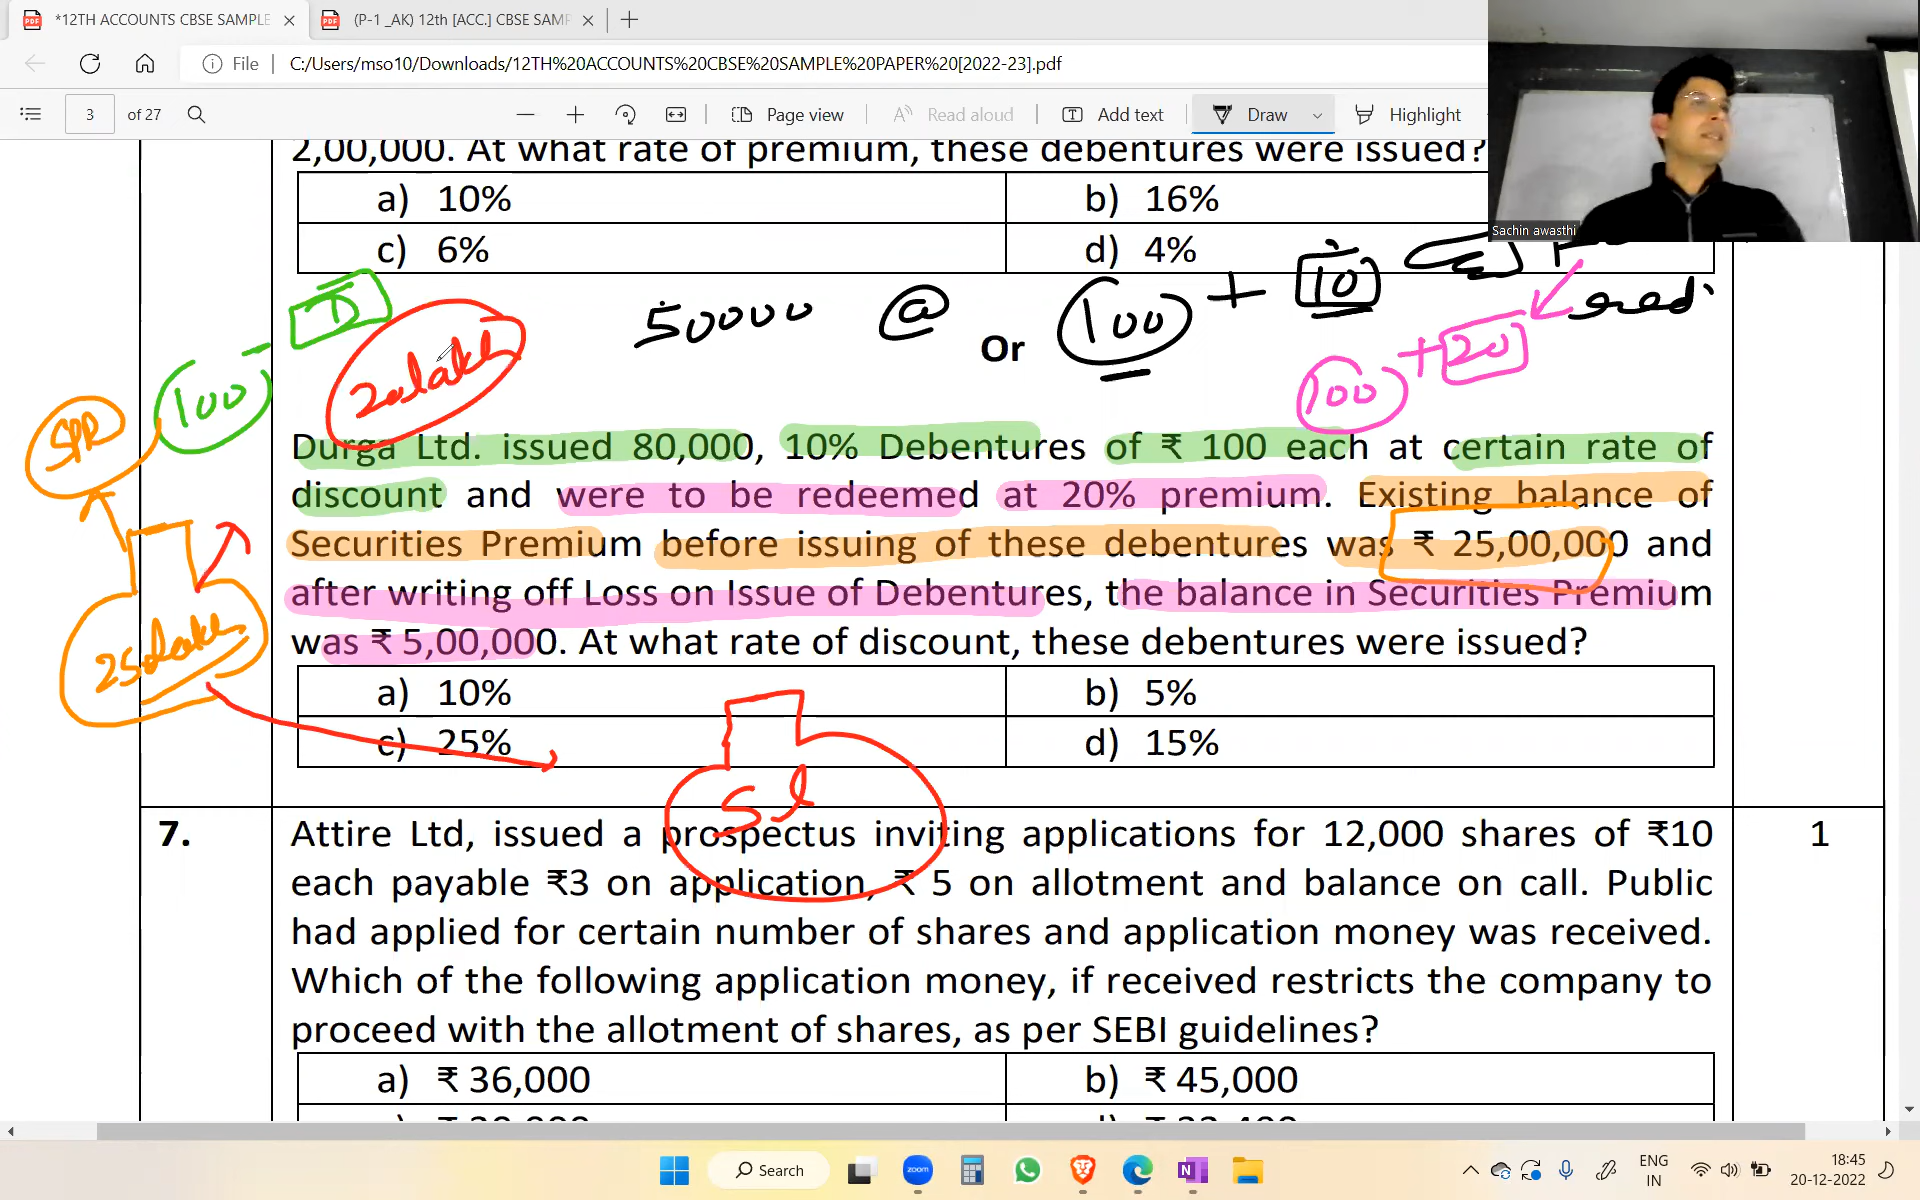 *12TH ACCOUNTS CBSE SAMPLE
(P-1 _AK) 12th [ACC.] CBSE SAMP
File
C:/Users/mso10/Downloads/12TH%20ACCOUNTS%20CBSE%20SAMPLE%20PAPER%20[2022-23].pdf
3 of 27
Page view
Read aloud
Add text
Draw
Highlight
Sachin awasthi
2,00,000. At what rate of premium, these debentures were issued?
a) 10%
b) 16%
c) 6%
d) 4%
50000 @ 100 + 10
Or
100 + 20
100 - D
20 lakh
SPR
25 lakh
Durga Ltd. issued 80,000, 10% Debentures of ₹ 100 each at certain rate of
discount and were to be redeemed at 20% premium. Existing balance of
Securities Premium before issuing of these debentures was ₹ 25,00,000 and
after writing off Loss on Issue of Debentures, the balance in Securities Premium
was ₹ 5,00,000. At what rate of discount, these debentures were issued?
a) 10%
b) 5%
c) 25%
d) 15%
5 l
7.
Attire Ltd, issued a prospectus inviting applications for 12,000 shares of ₹10
each payable ₹3 on application, ₹ 5 on allotment and balance on call. Public
had applied for certain number of shares and application money was received.
Which of the following application money, if received restricts the company to
proceed with the allotment of shares, as per SEBI guidelines?
1
a) ₹ 36,000
b) ₹ 45,000
Search
zoom
ENG
IN
18:45
20-12-2022